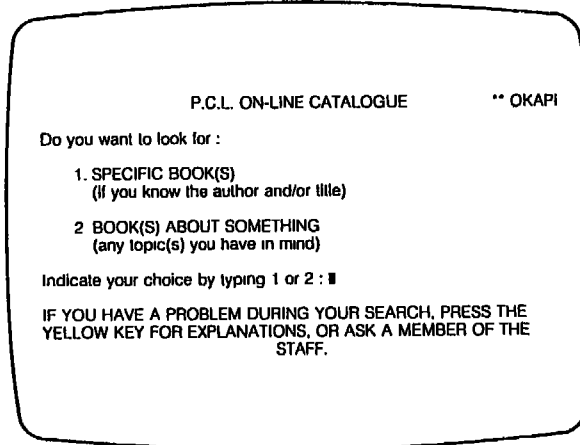 P.C.L. ON-LINE CATALOGUE ** OKAPI
Do you want to look for :
1. SPECIFIC BOOK(S)
(if you know the author and/or title)
2 BOOK(S) ABOUT SOMETHING
(any topic(s) you have in mind)
Indicate your choice by typing 1 or 2 :
IF YOU HAVE A PROBLEM DURING YOUR SEARCH, PRESS THE
YELLOW KEY FOR EXPLANATIONS, OR ASK A MEMBER OF THE
STAFF.